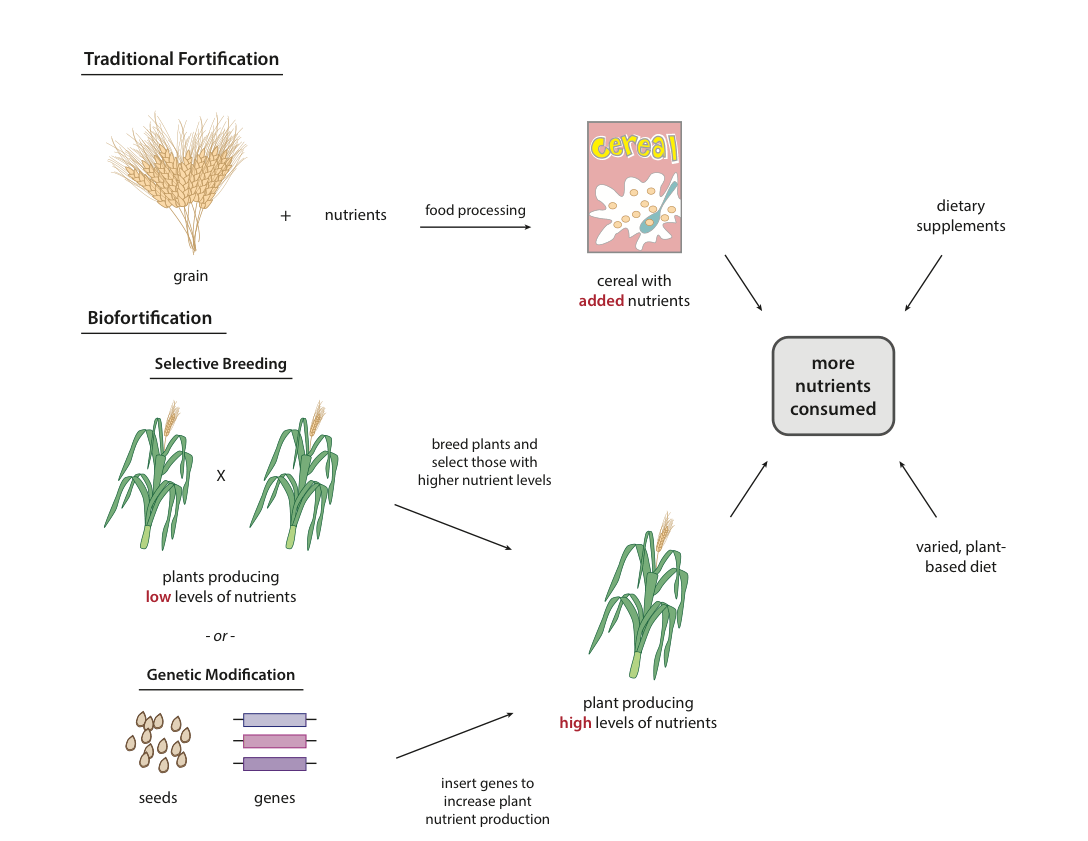 Traditional Fortification
grain
+
nutrients
food processing
cereal
cereal with
added nutrients
dietary
supplements
more
nutrients
consumed
varied, plant-
based diet
Biofortification
Selective Breeding
X
plants producing
low levels of nutrients
breed plants and
select those with
higher nutrient levels
- or -
Genetic Modification
seeds
genes
insert genes to
increase plant
nutrient production
plant producing
high levels of nutrients